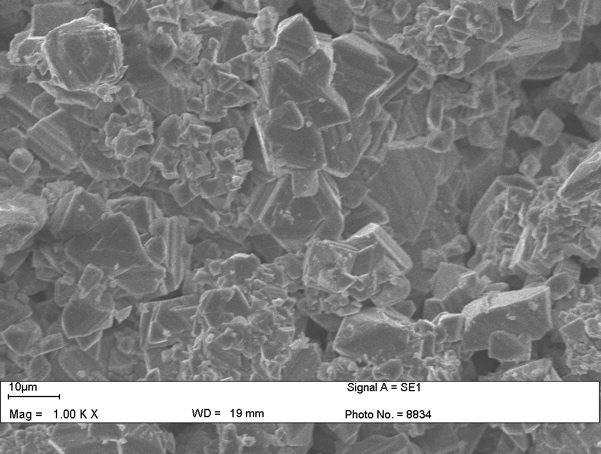 10µm
Signal A = SE1
Mag = 1.00 K X
WD = 19 mm
Photo No. = 8834